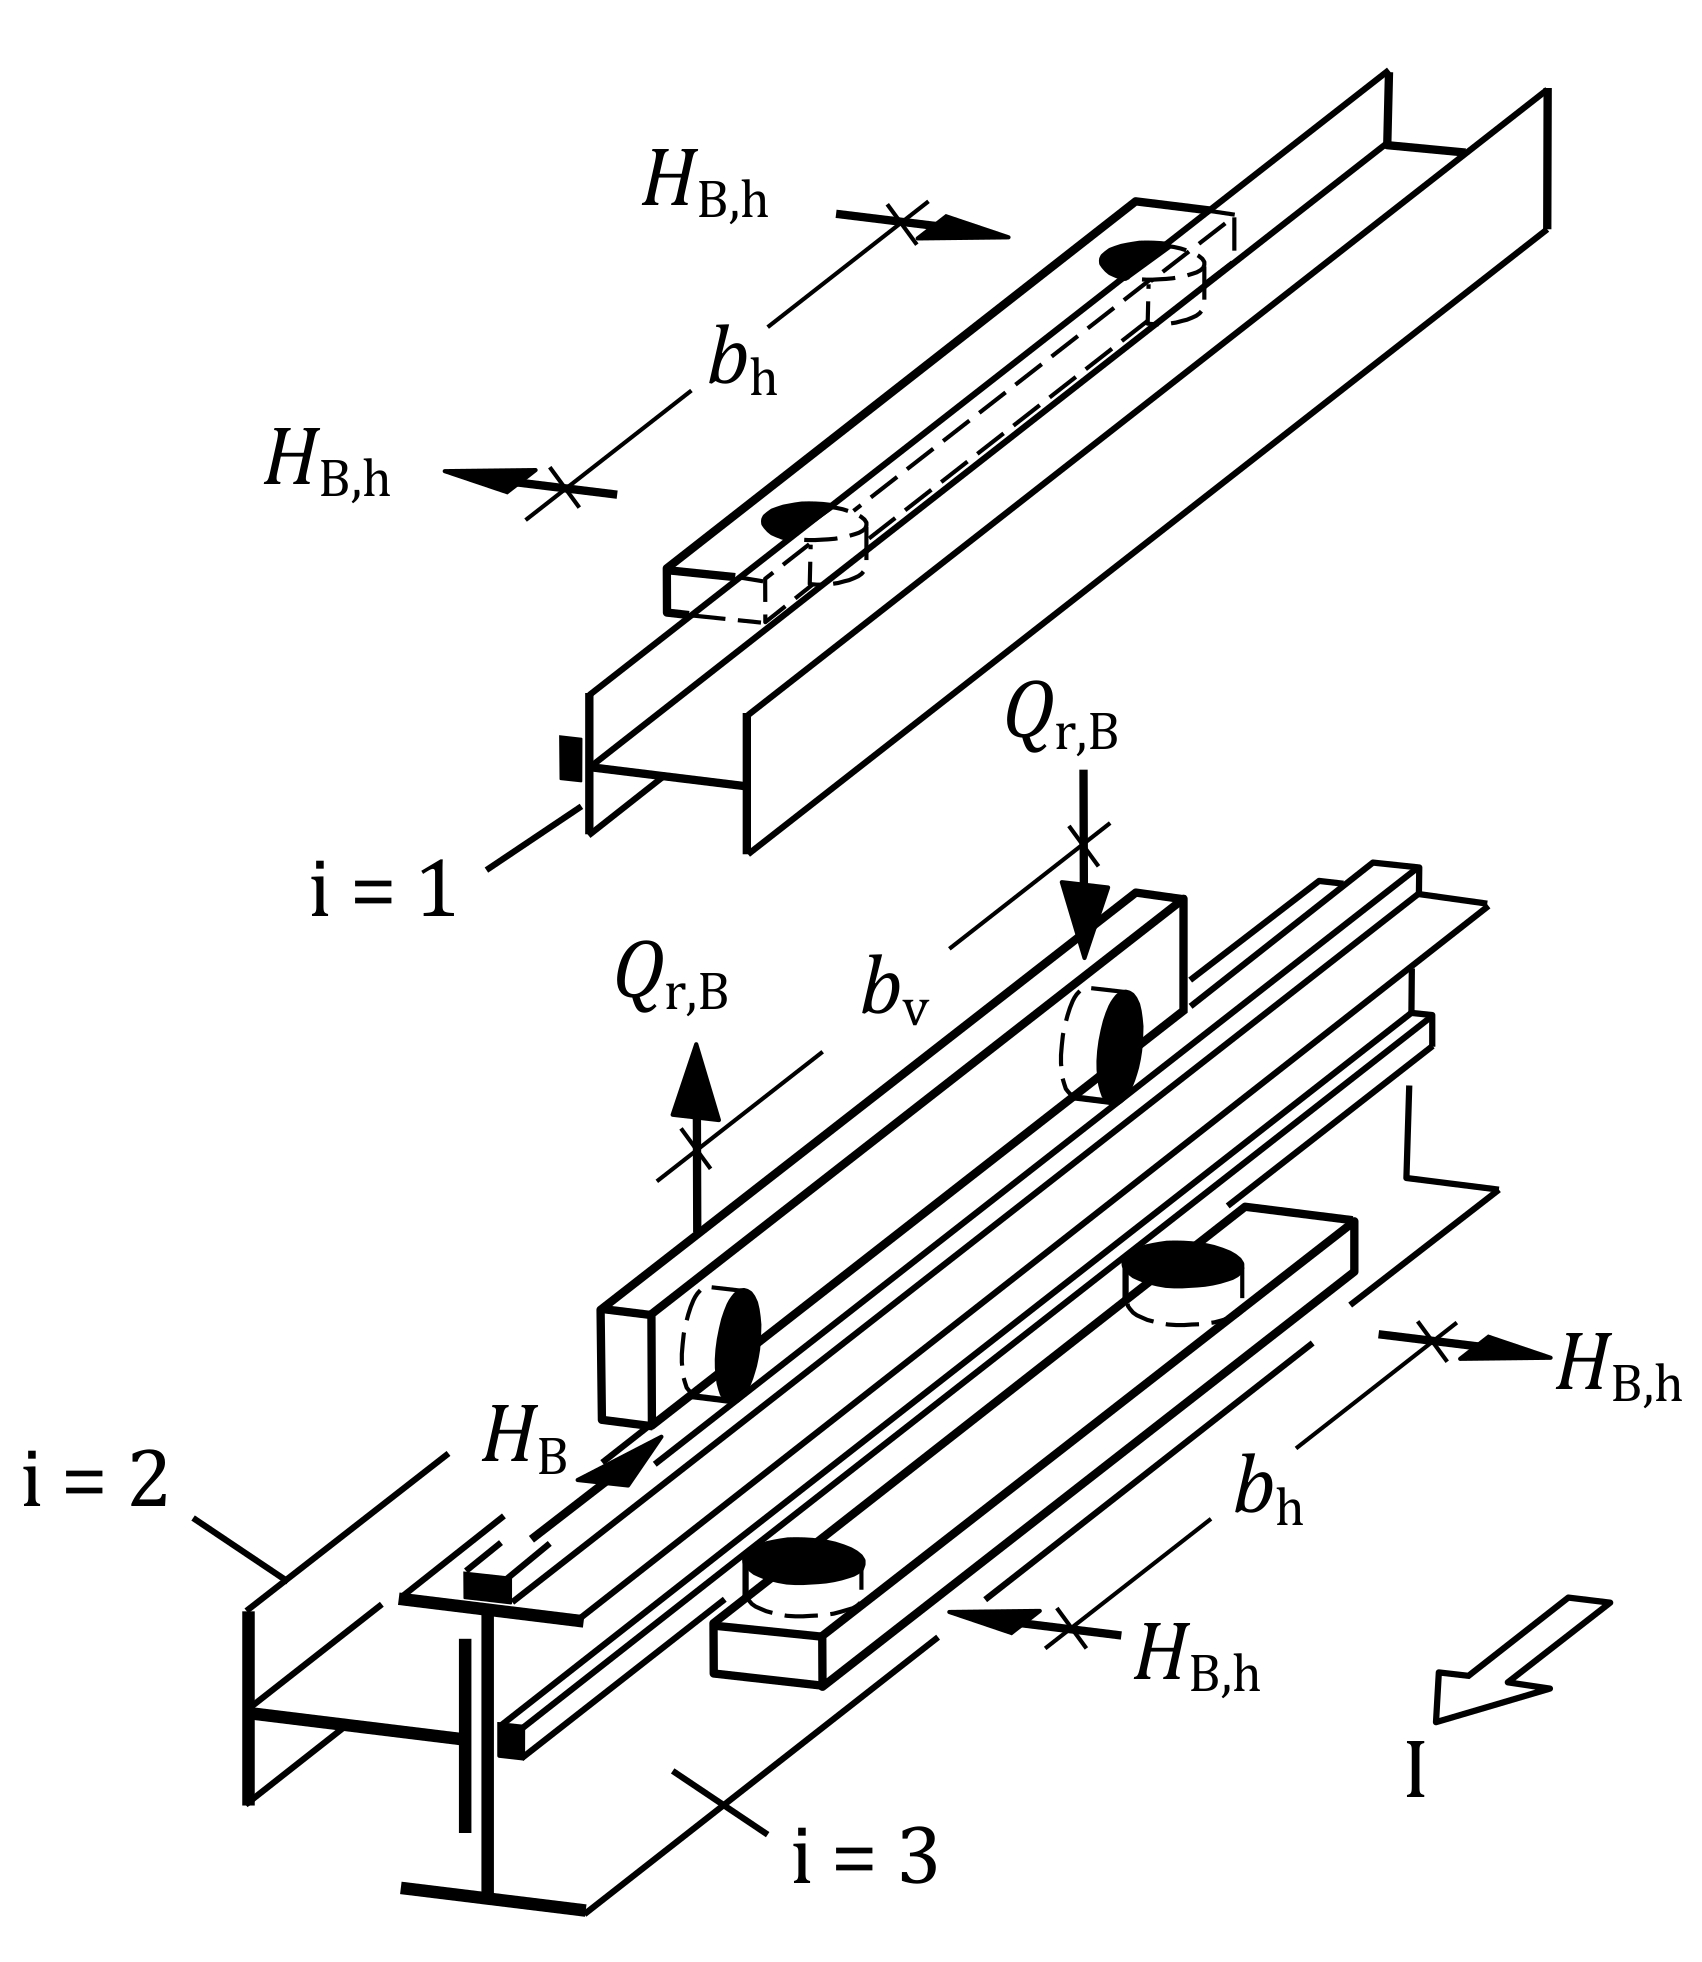 H_B,h
b_h
H_B,h
Q_r,B
i = 1
Q_r,B
b_v
H_B,h
H_B
i = 2
b_h
H_B,h
I
i = 3